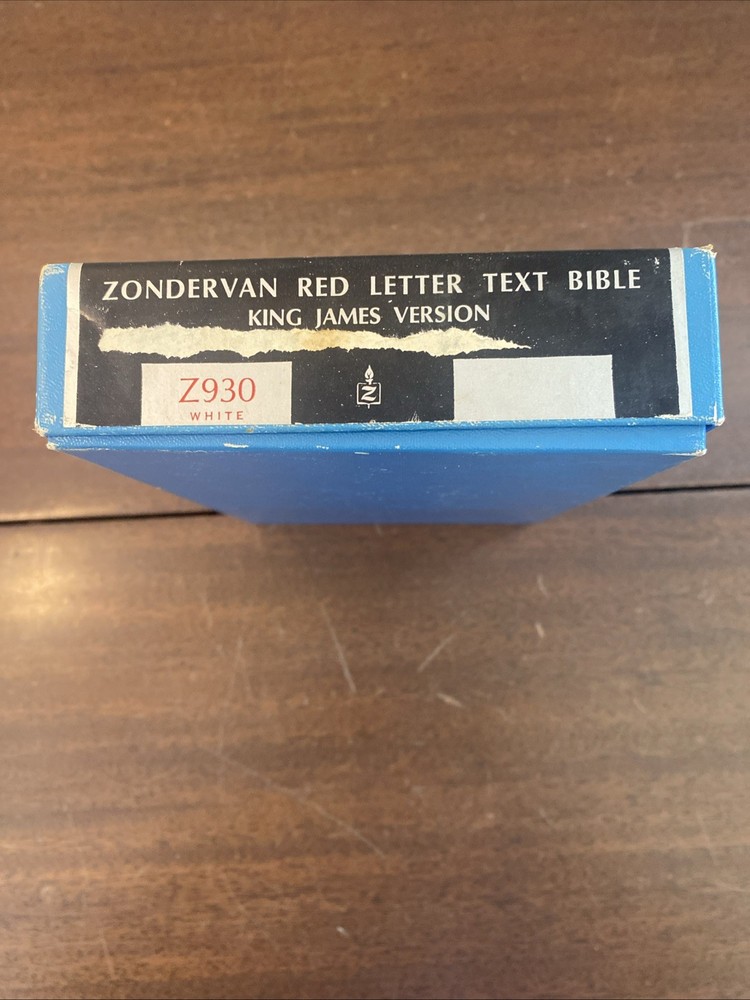 ZONDERVAN RED LETTER TEXT BIBLE
KING JAMES VERSION
Z930
WHITE
Z